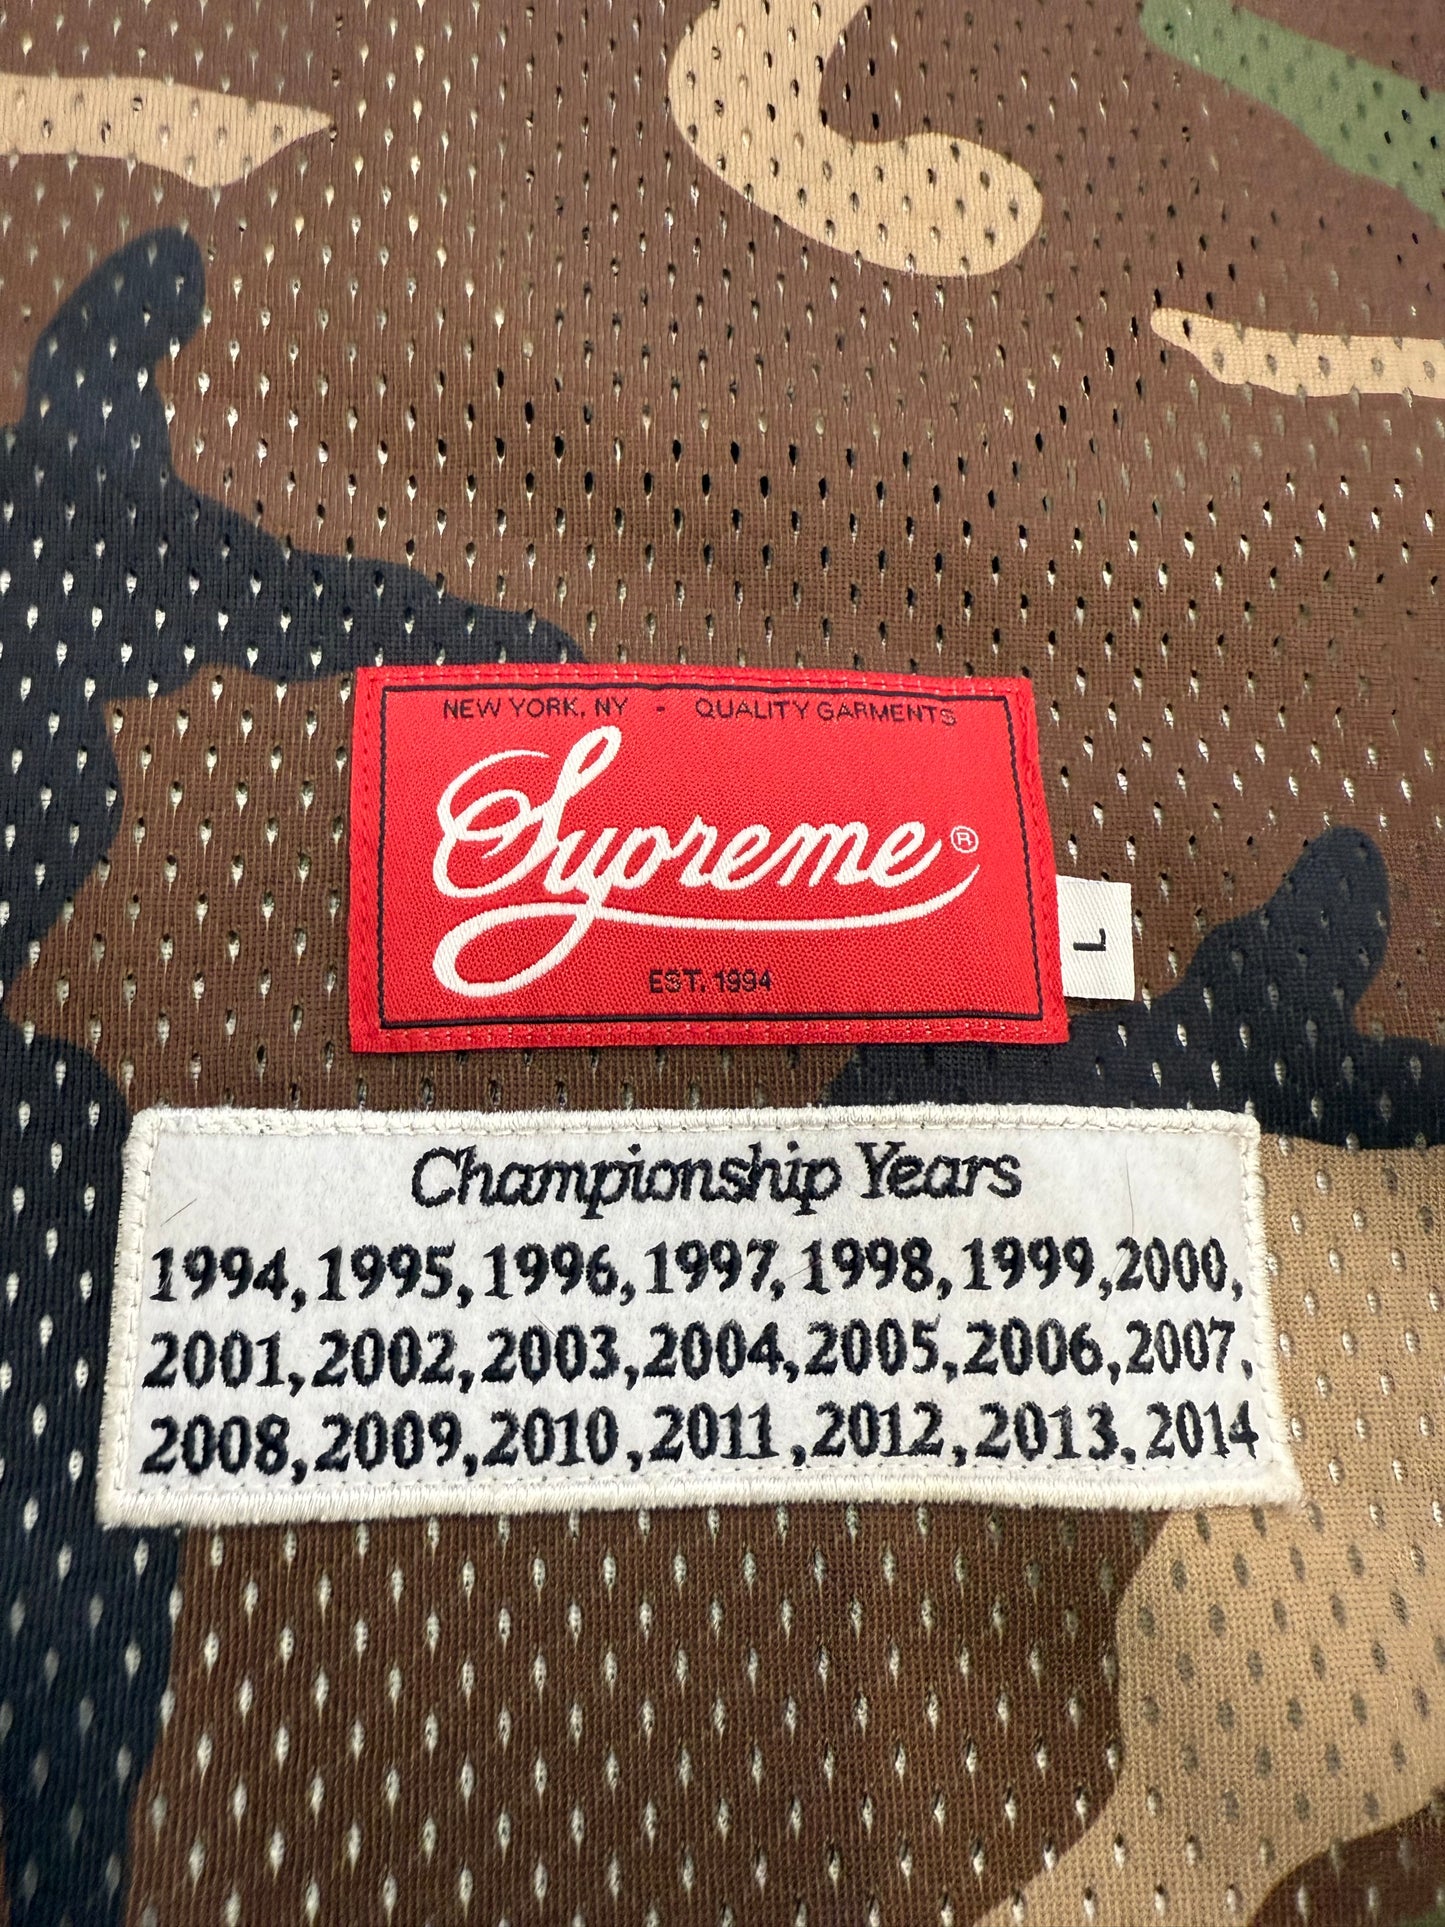 NEW YORK, NY - QUALITY GARMENTS
Supreme®
EST. 1994
L
Championship Years
1994, 1995, 1996, 1997, 1998, 1999, 2000,
2001, 2002, 2003, 2004, 2005, 2006, 2007,
2008, 2009, 2010, 2011, 2012, 2013, 2014